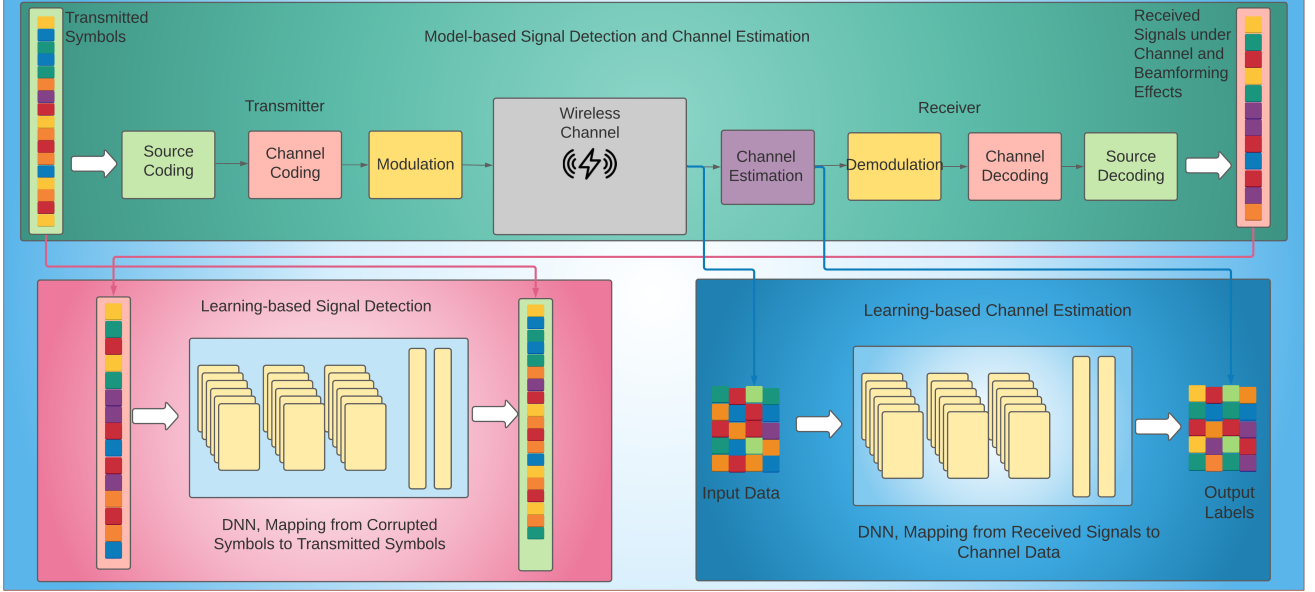 Transmitted
Symbols
Model-based Signal Detection and Channel Estimation
Received
Signals under
Channel and
Beamforming
Effects
Transmitter
Receiver
Source
Coding
Channel
Coding
Modulation
Wireless
Channel
Channel
Estimation
Demodulation
Channel
Decoding
Source
Decoding
Learning-based Signal Detection
DNN, Mapping from Corrupted
Symbols to Transmitted Symbols
Learning-based Channel Estimation
Input Data
Output
Labels
DNN, Mapping from Received Signals to
Channel Data